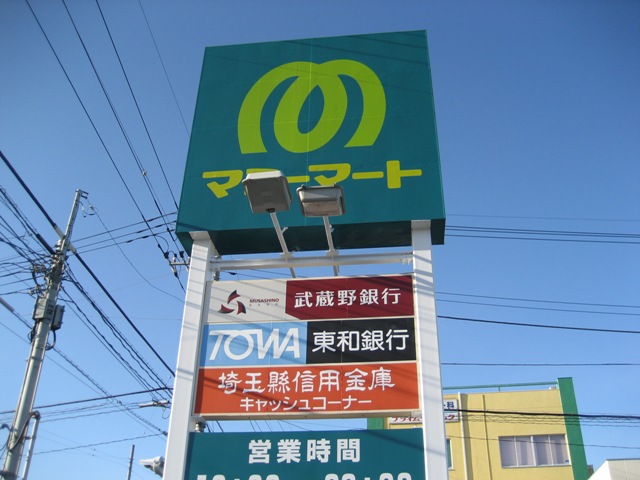 マミーマート
MUSASHINO
BANK
武蔵野銀行
TOWA 東和銀行
埼玉縣信用金庫
キャッシュコーナー
営業時間